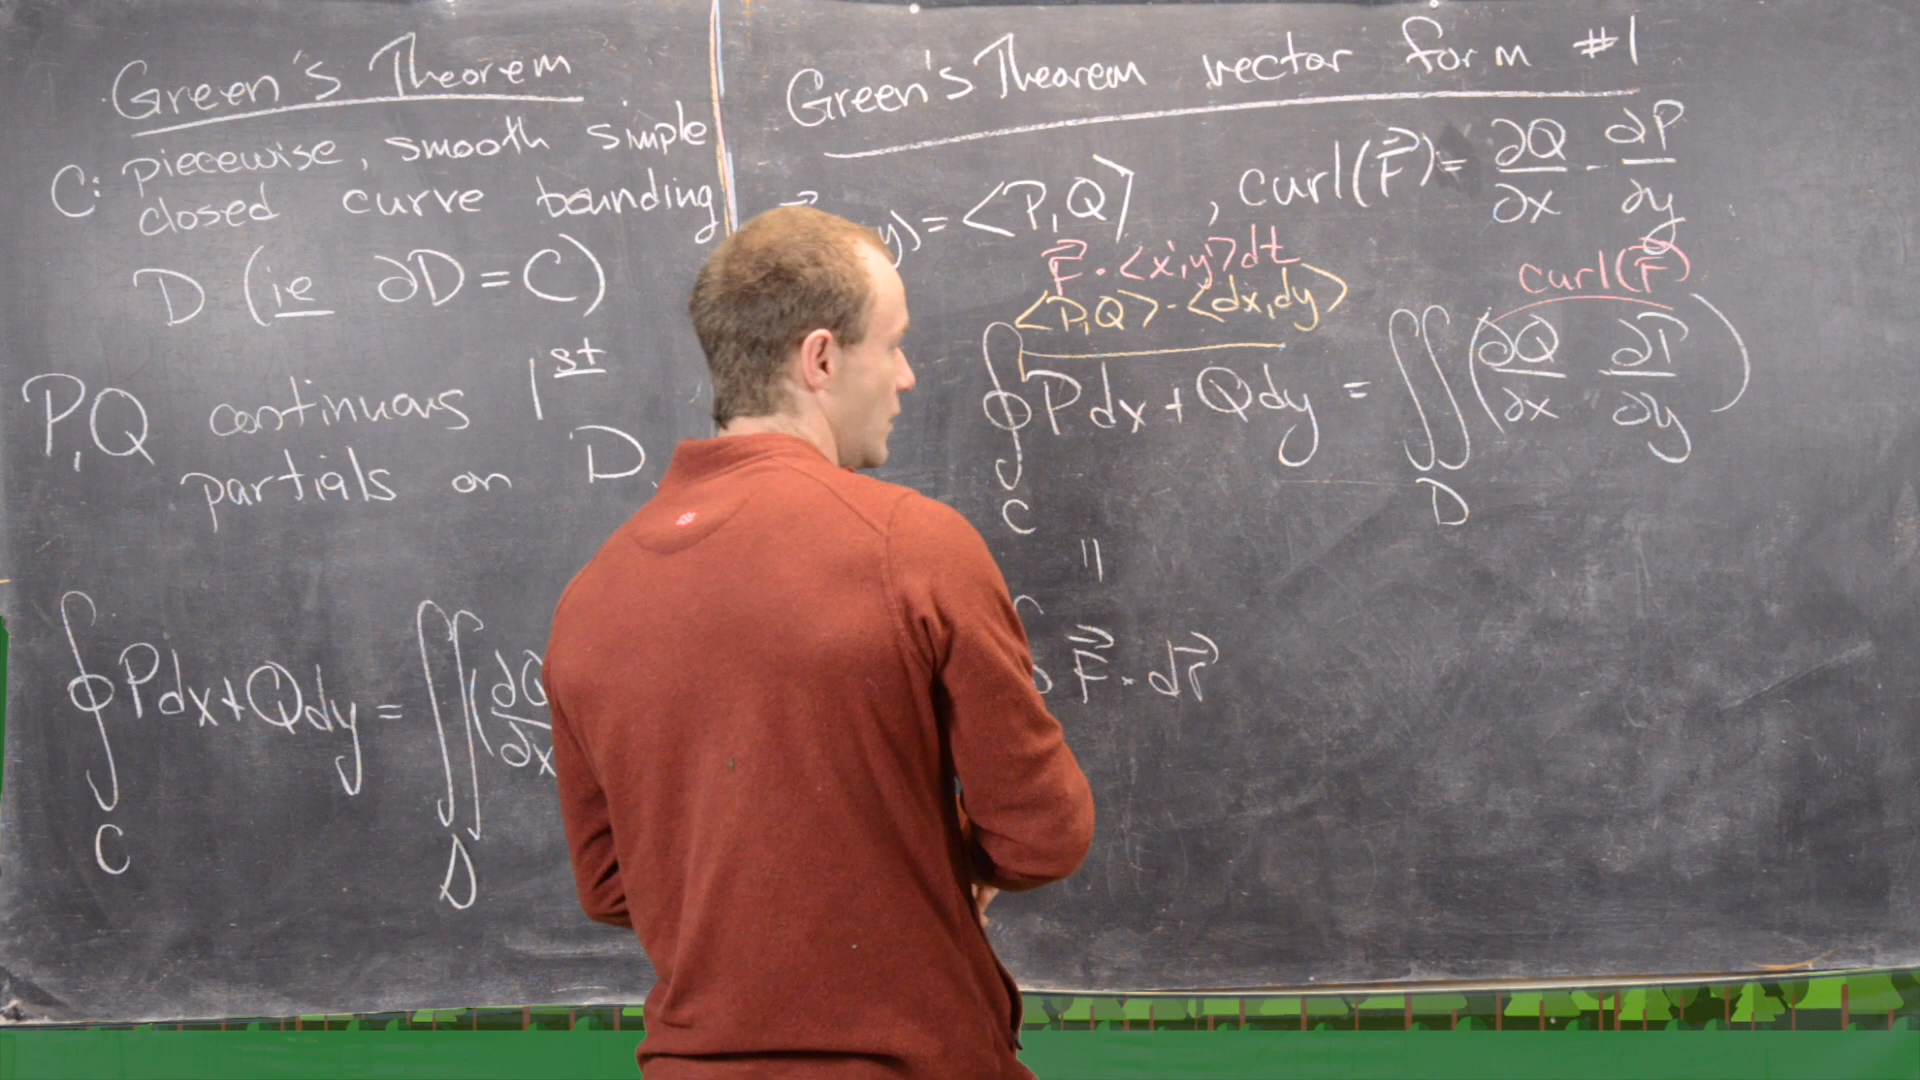 Green's Theorem
C: piecewise, smooth simple
closed curve bounding
D (ie ∂D = C)
P,Q continuous 1st
partials on D.
∮ Pdx+Qdy = ∬ (∂Q/∂x
C D
Green's Theorem vector form #1
y) = <P,Q> , curl(F⃗) = ∂Q/∂x - ∂P/∂y
F⃗ · <x',y'>dt
curl(F⃗)
<P,Q> · <dx,dy>
∮ Pdx + Qdy = ∬ (∂Q/∂x ∂P/∂y)
C D
=
F⃗ · dr⃗